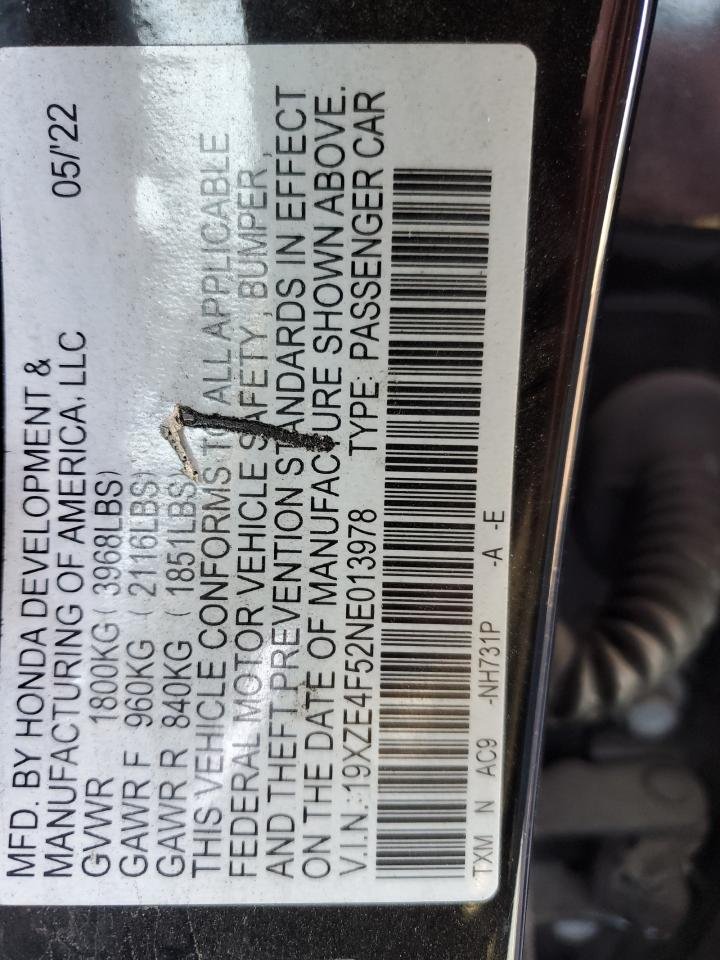 MFD. BY HONDA DEVELOPMENT &
MANUFACTURING OF AMERICA, LLC 05/'22
GVWR 1800KG ( 3968LBS)
GAWR F 960KG ( 2116LBS)
GAWR R 840KG ( 1851LBS)
THIS VEHICLE CONFORMS TO ALL APPLICABLE
FEDERAL MOTOR VEHICLE SAFETY , BUMPER ,
AND THEFT PREVENTION STANDARDS IN EFFECT
ON THE DATE OF MANUFACTURE SHOWN ABOVE.
V.I.N.:19XZE4F52NE013978 TYPE: PASSENGER CAR
TXM N AC9 -NH731P -A -E